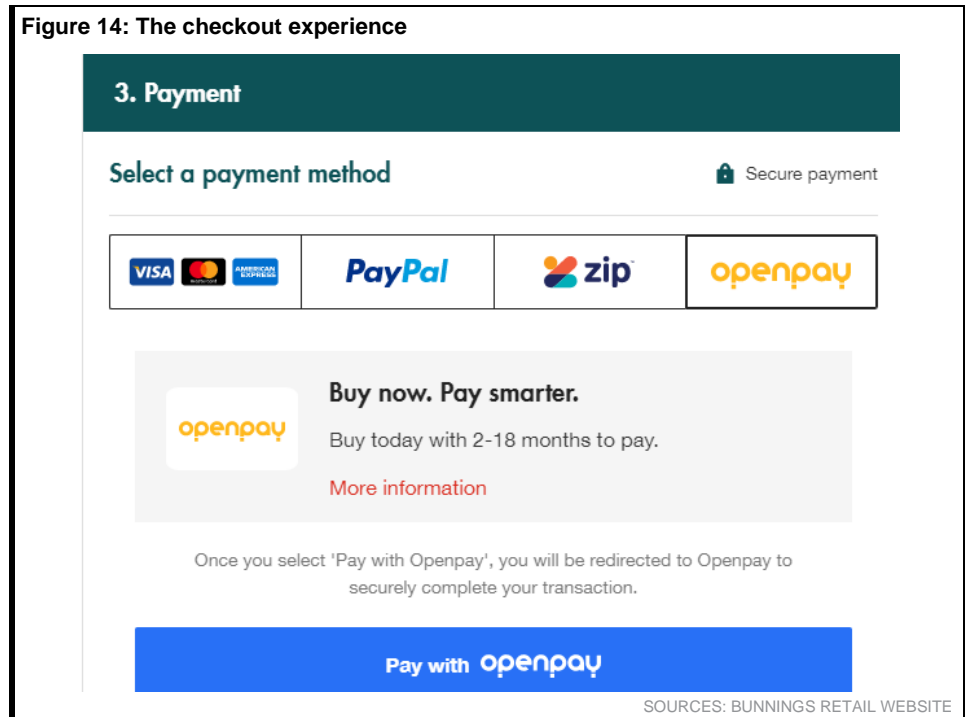 Figure 14: The checkout experience
3. Payment
Select a payment method
Secure payment
VISA mastercard AMERICAN EXPRESS PayPal zip openpay
Buy now. Pay smarter.
openpay
Buy today with 2-18 months to pay.
More information
Once you select 'Pay with Openpay', you will be redirected to Openpay to
securely complete your transaction.
Pay with openpay
SOURCES: BUNNINGS RETAIL WEBSITE